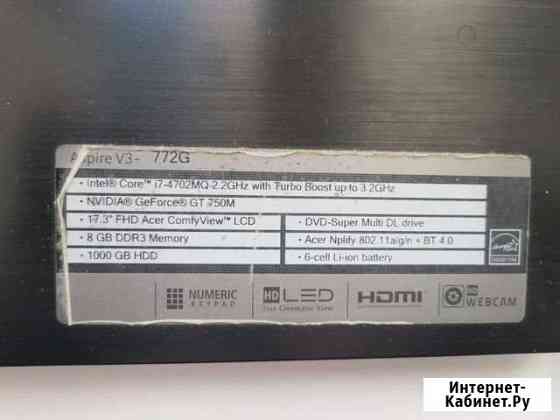 Aspire V3- 772G
• Intel® Core™ i7-4702MQ 2.2GHz with Turbo Boost up to 3.2GHz
• NVIDIA® GeForce® GT 750M
• 17.3" FHD Acer ComfyView™ LCD
• DVD-Super Multi DL drive
• 8 GB DDR3 Memory
• Acer Nplify 802.11a/g/n + BT 4.0
• 1000 GB HDD
• 6-cell Li-ion battery
NUMERIC
KEYPAD
HD LED
HDMI
HD
WEBCAM
Интернет-
Кабинет.Ру